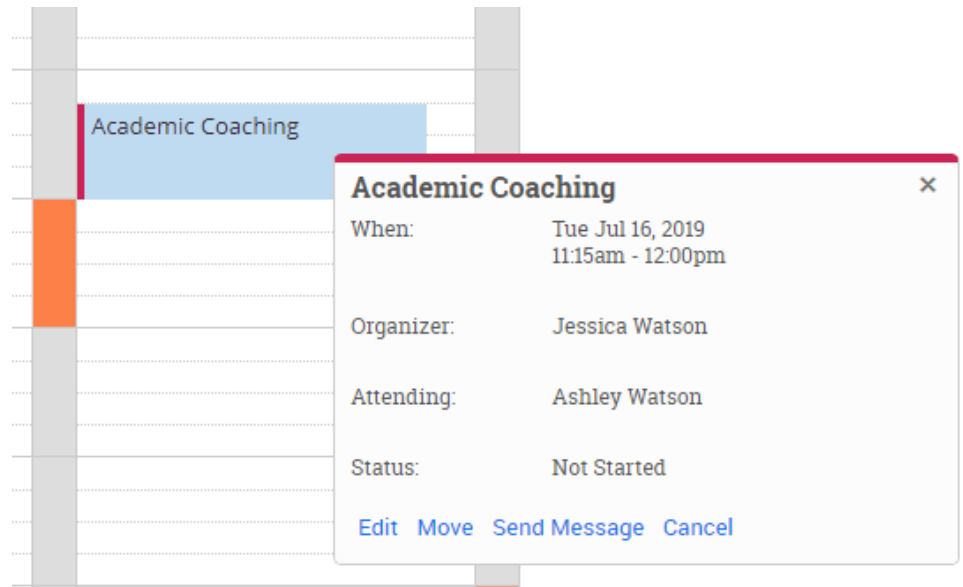 Academic Coaching
Academic Coaching ×
When: Tue Jul 16, 2019
11:15am - 12:00pm
Organizer: Jessica Watson
Attending: Ashley Watson
Status: Not Started
Edit Move Send Message Cancel